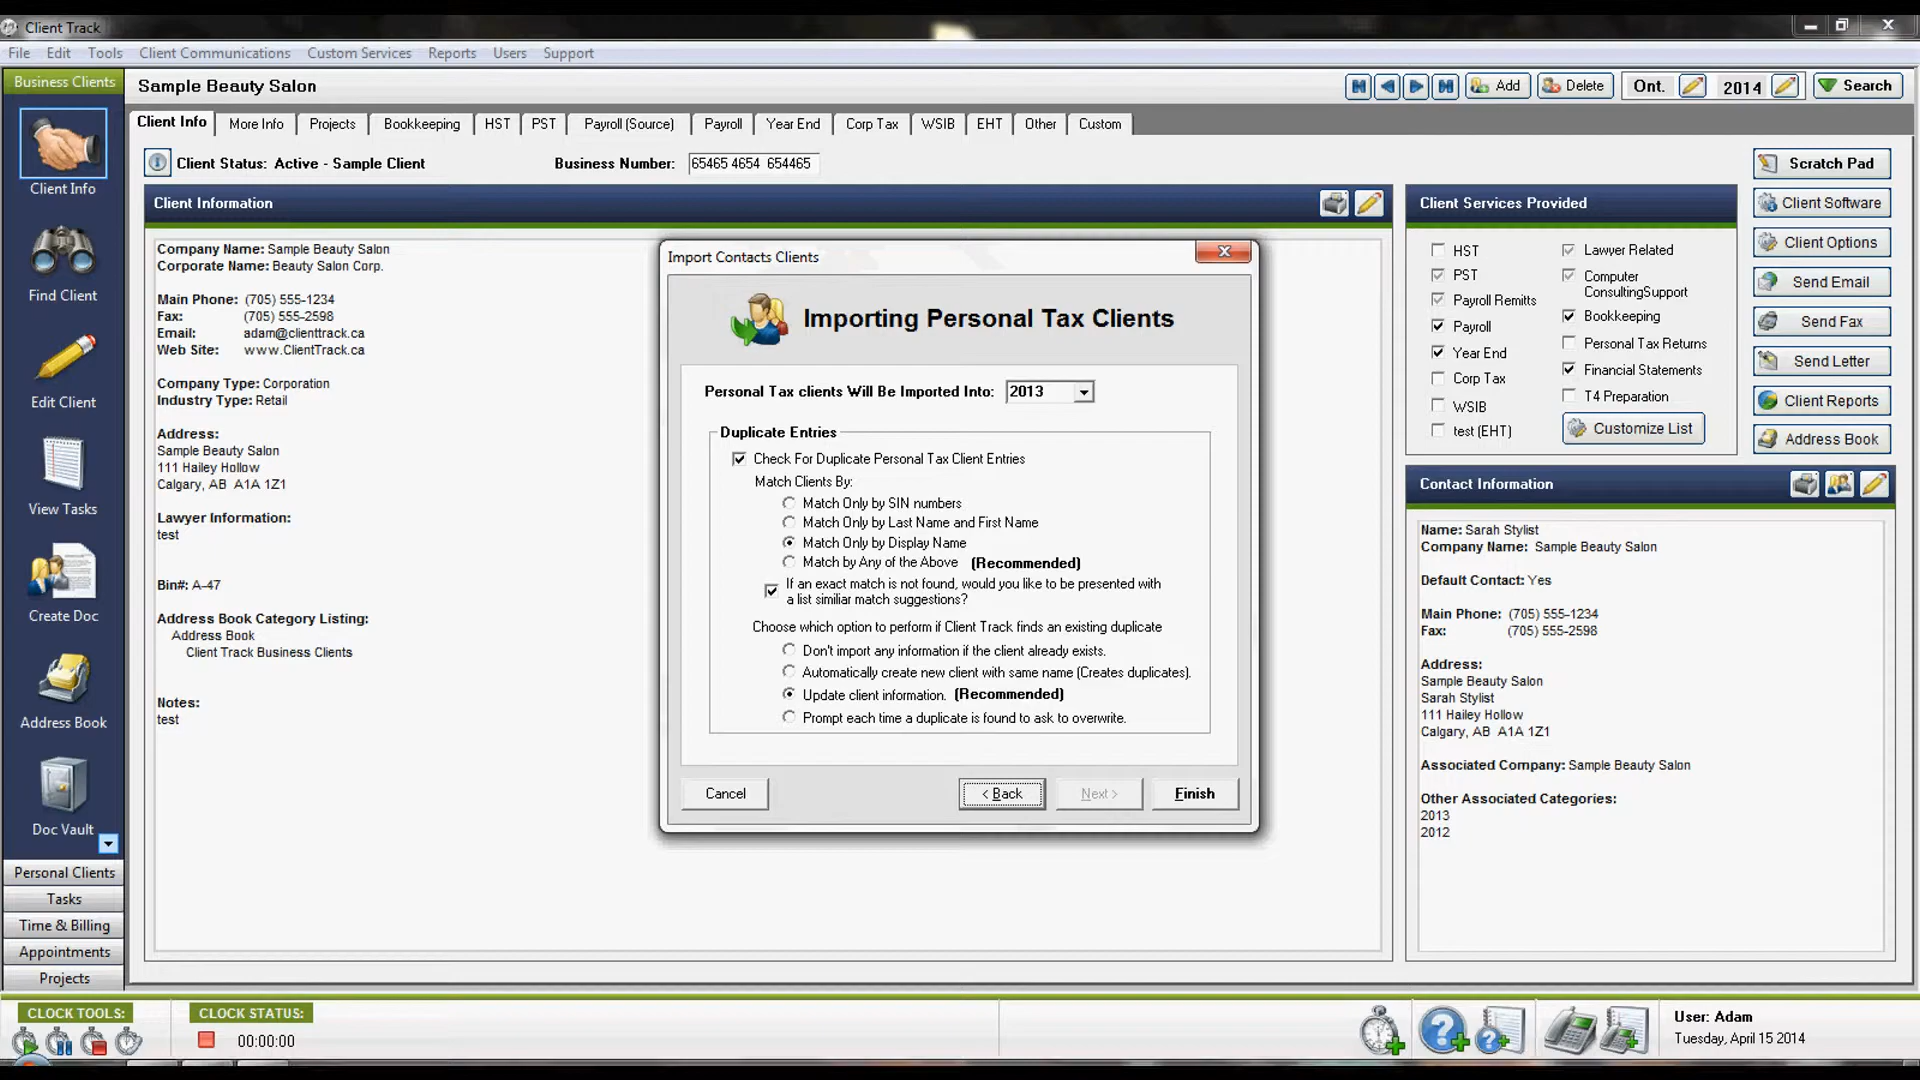 Client Track
File Edit Tools Client Communications Custom Services Reports Users Support
Business Clients
Sample Beauty Salon
Add
Delete
Ont.
2014
Search
Client Info More Info Projects Bookkeeping HST PST Payroll (Source) Payroll Year End Corp Tax WSIB EHT Other Custom
Client Status: Active - Sample Client
Business Number: 65465 4654 654465
Client Info
Find Client
Edit Client
View Tasks
Create Doc
Address Book
Doc Vault
Personal Clients
Tasks
Time & Billing
Appointments
Projects
Client Information
Company Name: Sample Beauty Salon
Corporate Name: Beauty Salon Corp.
Main Phone: (705) 555-1234
Fax: (705) 555-2598
Email: adam@clienttrack.ca
Web Site: www.ClientTrack.ca
Company Type: Corporation
Industry Type: Retail
Address:
Sample Beauty Salon
111 Hailey Hollow
Calgary, AB A1A 1Z1
Lawyer Information:
test
Bin#: A-47
Address Book Category Listing:
Address Book
Client Track Business Clients
Notes:
test
Import Contacts Clients
Importing Personal Tax Clients
Personal Tax clients Will Be Imported Into: 2013
Duplicate Entries
Check For Duplicate Personal Tax Client Entries
Match Clients By:
Match Only by SIN numbers
Match Only by Last Name and First Name
Match Only by Display Name
Match by Any of the Above (Recommended)
If an exact match is not found, would you like to be presented with
a list similiar match suggestions?
Choose which option to perform if Client Track finds an existing duplicate
Don't import any information if the client already exists.
Automatically create new client with same name (Creates duplicates).
Update client information. (Recommended)
Prompt each time a duplicate is found to ask to overwrite.
Cancel
< Back
Next >
Finish
Client Services Provided
HST
PST
Payroll Remitts
Payroll
Year End
Corp Tax
WSIB
test (EHT)
Lawyer Related
Computer
ConsultingSupport
Bookkeeping
Personal Tax Returns
Financial Statements
T4 Preparation
Customize List
Scratch Pad
Client Software
Client Options
Send Email
Send Fax
Send Letter
Client Reports
Address Book
Contact Information
Name: Sarah Stylist
Company Name: Sample Beauty Salon
Default Contact: Yes
Main Phone: (705) 555-1234
Fax: (705) 555-2598
Address:
Sample Beauty Salon
Sarah Stylist
111 Hailey Hollow
Calgary, AB A1A 1Z1
Associated Company: Sample Beauty Salon
Other Associated Categories:
2013
2012
CLOCK TOOLS:
CLOCK STATUS:
00:00:00
User: Adam
Tuesday, April 15 2014